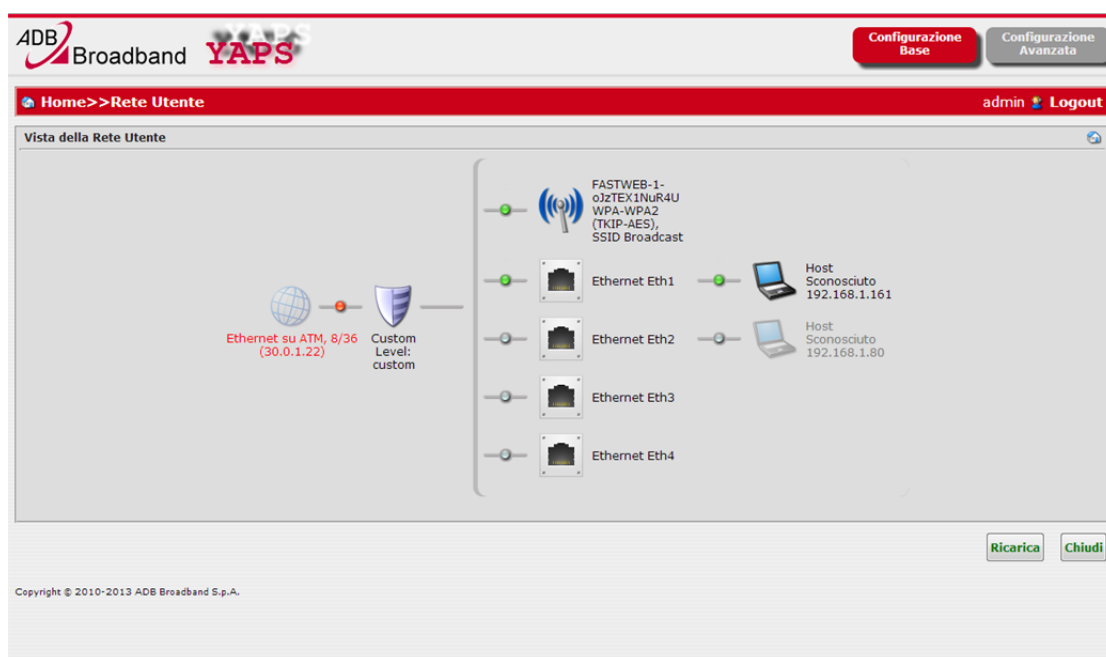 ADB
Broadband
YAPS
Configurazione
Base
Configurazione
Avanzata
Home>>Rete Utente
admin Logout
Vista della Rete Utente
FASTWEB-1-
oJzTEX1NuR4U
WPA-WPA2
(TKIP-AES),
SSID Broadcast
Ethernet Eth1
Host
Sconosciuto
192.168.1.161
Ethernet su ATM, 8/36
(30.0.1.22)
Custom
Level:
custom
Ethernet Eth2
Host
Sconosciuto
192.168.1.80
Ethernet Eth3
Ethernet Eth4
Ricarica
Chiudi
Copyright © 2010-2013 ADB Broadband S.p.A.